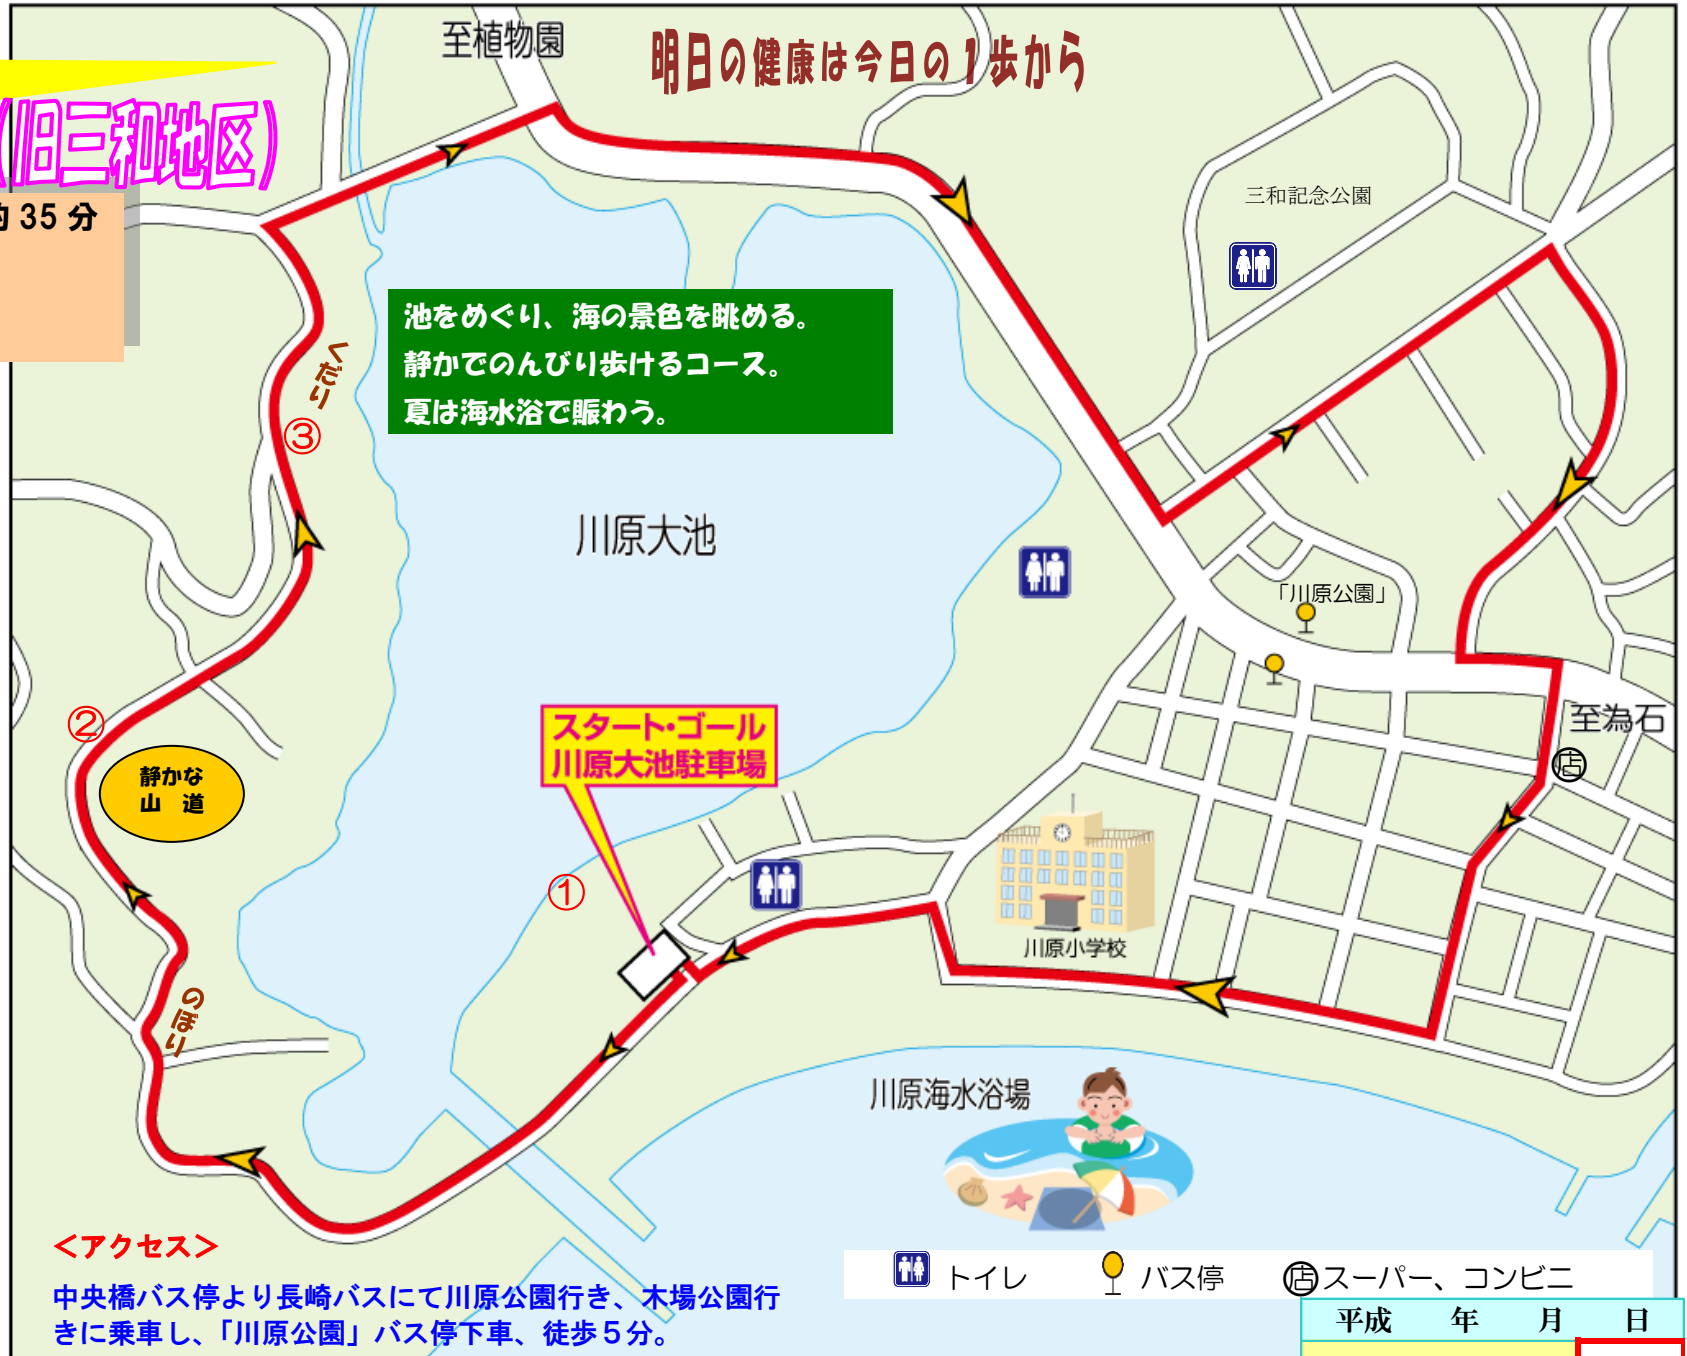 至植物園
明日の健康は今日の1歩から
(旧三和地区)
約35分
三和記念公園
池をめぐり、海の景色を眺める。
静かでのんびり歩けるコース。
夏は海水浴で賑わう。
くだり
③
川原大池
「川原公園」
②
静かな
山 道
スタート・ゴール
川原大池駐車場
至為石
店
①
川原小学校
のぼり
川原海水浴場
＜アクセス＞
中央橋バス停より長崎バスにて川原公園行き、木場公園行
きに乗車し、「川原公園」バス停下車、徒歩５分。
トイレ バス停 店スーパー、コンビニ
平成 年 月 日